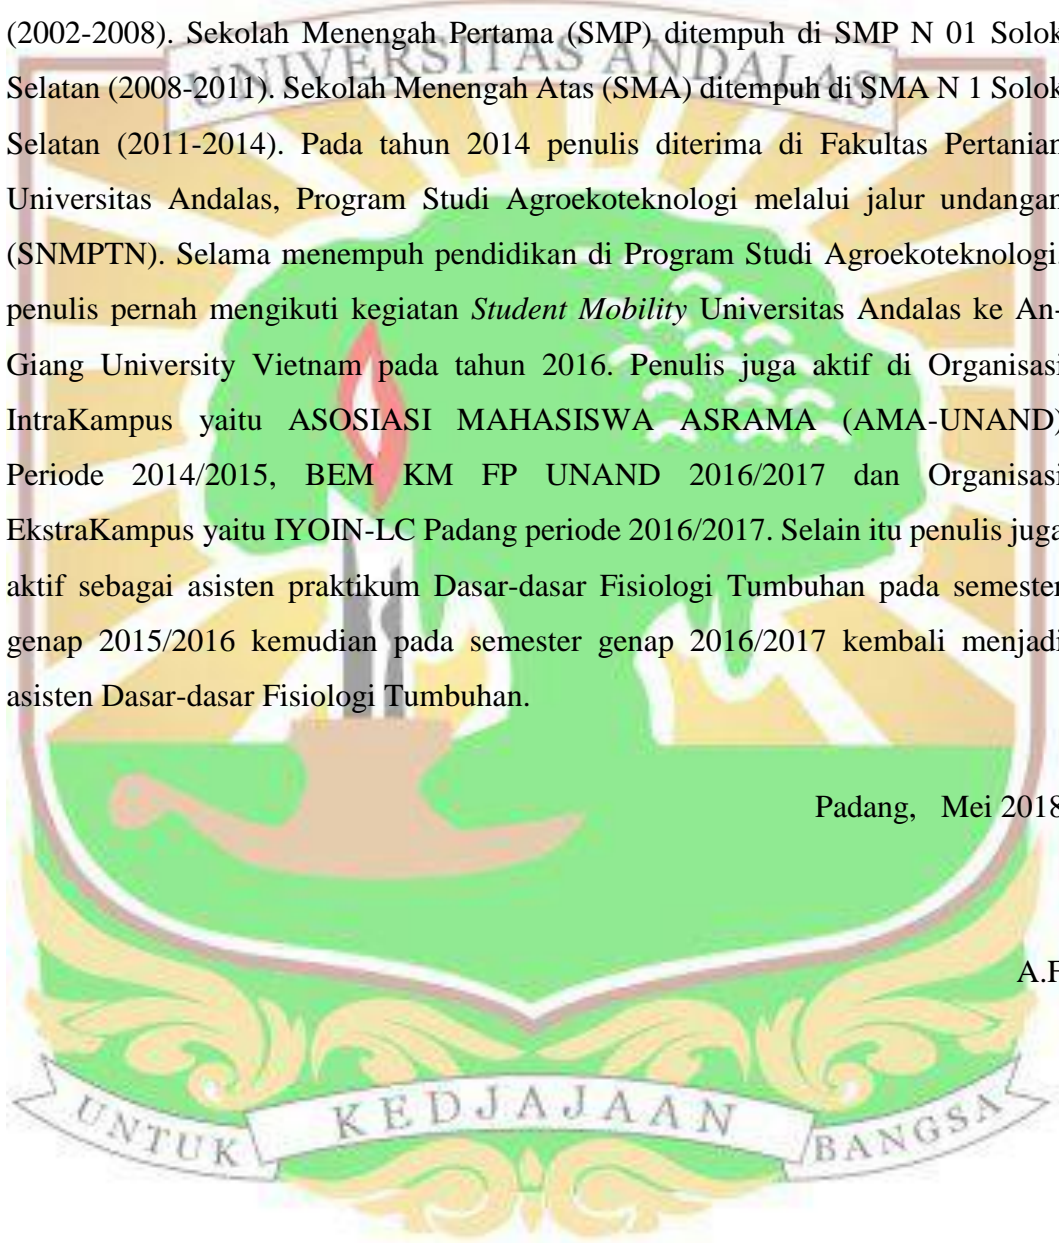 (2002-2008). Sekolah Menengah Pertama (SMP) ditempuh di SMP N 01 Solok
UNIVERSITAS ANDALAS
Selatan (2008-2011). Sekolah Menengah Atas (SMA) ditempuh di SMA N 1 Solok
Selatan (2011-2014). Pada tahun 2014 penulis diterima di Fakultas Pertanian
Universitas Andalas, Program Studi Agroekoteknologi melalui jalur undangan
(SNMPTN). Selama menempuh pendidikan di Program Studi Agroekoteknologi,
penulis pernah mengikuti kegiatan Student Mobility Universitas Andalas ke An-
Giang University Vietnam pada tahun 2016. Penulis juga aktif di Organisasi
IntraKampus yaitu ASOSIASI MAHASISWA ASRAMA (AMA-UNAND)
Periode 2014/2015, BEM KM FP UNAND 2016/2017 dan Organisasi
EkstraKampus yaitu IYOIN-LC Padang periode 2016/2017. Selain itu penulis juga
aktif sebagai asisten praktikum Dasar-dasar Fisiologi Tumbuhan pada semester
genap 2015/2016 kemudian pada semester genap 2016/2017 kembali menjadi
asisten Dasar-dasar Fisiologi Tumbuhan.
Padang, Mei 2018
A.F
UNTUK KEDJAJAAN BANGSA